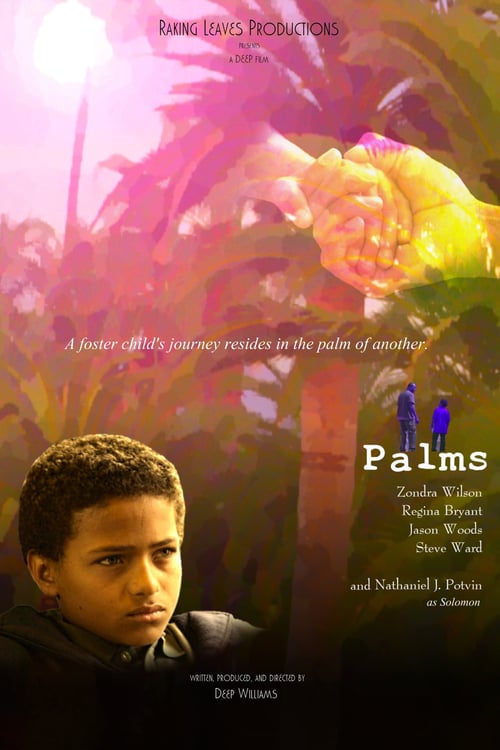 Raking Leaves Productions
presents
a Deep film
A foster child's journey resides in the palm of another.
Palms
Zondra Wilson
Regina Bryant
Jason Woods
Steve Ward
and Nathaniel J. Potvin
as Solomon
written, produced, and directed by
Deep Williams